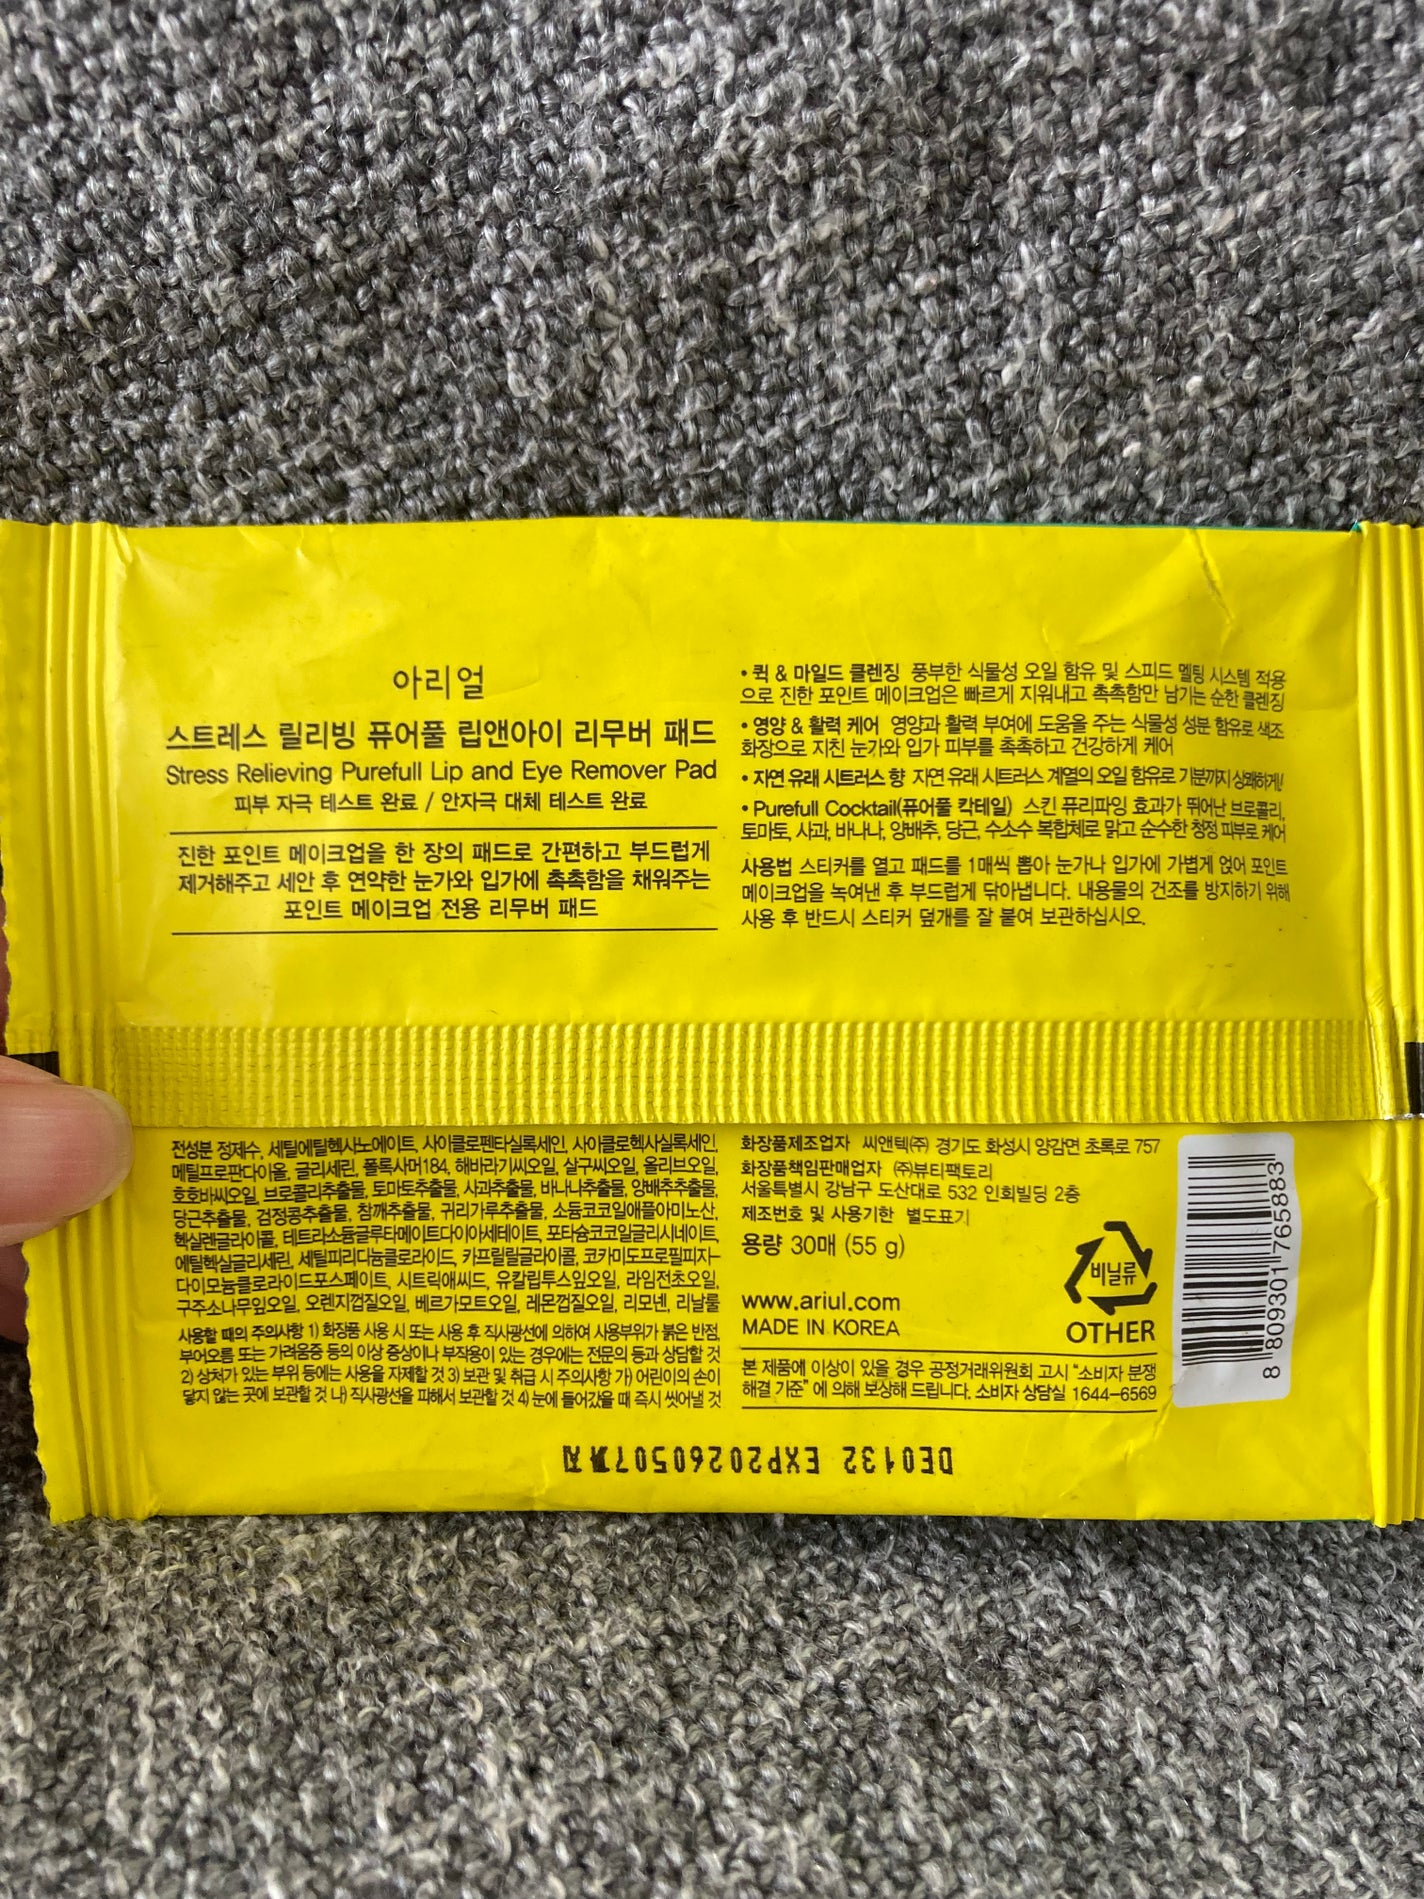 아리얼
스트레스 릴리빙 퓨어풀 립앤아이 리무버 패드
Stress Relieving Purefull Lip and Eye Remover Pad
피부 자극 테스트 완료 / 안자극 대체 테스트 완료
진한 포인트 메이크업을 한 장의 패드로 간편하고 부드럽게
제거해주고 세안 후 연약한 눈가와 입가에 촉촉함을 채워주는
포인트 메이크업 전용 리무버 패드
• 퀵 & 마일드 클렌징 풍부한 식물성 오일 함유 및 스피드 멜팅 시스템 적용
으로 진한 포인트 메이크업은 빠르게 지워내고 촉촉함만 남기는 순한 클렌징
• 영양 & 활력 케어 영양과 활력 부여에 도움을 주는 식물성 성분 함유로 색조
화장으로 지친 눈가와 입가 피부를 촉촉하고 건강하게 케어
• 자연 유래 시트러스 향 자연 유래 시트러스 계열의 오일 함유로 기분까지 상쾌하게!
• Purefull Cocktail(퓨어풀 칵테일) 스킨 퓨리파잉 효과가 뛰어난 브로콜리,
토마토, 사과, 바나나, 양배추, 당근, 수소수 복합체로 맑고 순수한 청정 피부로 케어
사용법 스티커를 열고 패드를 1매씩 뽑아 눈가나 입가에 가볍게 얹어 포인트
메이크업을 녹여낸 후 부드럽게 닦아냅니다. 내용물의 건조를 방지하기 위해
사용 후 반드시 스티커 덮개를 잘 붙여 보관하십시오.
전성분 정제수, 세틸에틸헥사노에이트, 사이클로펜타실록세인, 사이클로헥사실록세인,
메틸프로판다이올, 글리세린, 폴록사머184, 해바라기씨오일, 살구씨오일, 올리브오일,
호호바씨오일, 브로콜리추출물, 토마토추출물, 사과추출물, 바나나추출물, 양배추추출물,
당근추출물, 검정콩추출물, 참깨추출물, 귀리가루추출물, 소듐코코일애플아미노산,
헥실렌글라이콜, 테트라소듐글루타메이트다이아세테이트, 포타슘코코일글리시네이트,
에틸헥실글리세린, 세틸피리디늄클로라이드, 카프릴릴글라이콜, 코카미도프로필피지-
다이모늄클로라이드포스페이트, 시트릭애씨드, 유칼립투스잎오일, 라임전초오일,
구주소나무잎오일, 오렌지껍질오일, 베르가모트오일, 레몬껍질오일, 리모넨, 리날룰
사용할 때의 주의사항 1) 화장품 사용 시 또는 사용 후 직사광선에 의하여 사용부위가 붉은 반점,
부어오름 또는 가려움증 등의 이상 증상이나 부작용이 있는 경우에는 전문의 등과 상담할 것
2) 상처가 있는 부위 등에는 사용을 자제할 것 3) 보관 및 취급 시 주의사항 가) 어린이의 손이
닿지 않는 곳에 보관할 것 나) 직사광선을 피해서 보관할 것 4) 눈에 들어갔을 때 즉시 씻어낼 것
화장품제조업자 씨앤텍(주) 경기도 화성시 양감면 초록로 757
화장품책임판매업자 (주)뷰티팩토리
서울특별시 강남구 도산대로 532 인희빌딩 2층
제조번호 및 사용기한 별도표기
용량 30매 (55 g)
www.ariul.com
MADE IN KOREA
비닐류
OTHER
본 제품에 이상이 있을 경우 공정거래위원회 고시 "소비자 분쟁
해결 기준" 에 의해 보상해 드립니다. 소비자 상담실 1644-6569
8 809301 765883
DE0132 EXP20260507까지